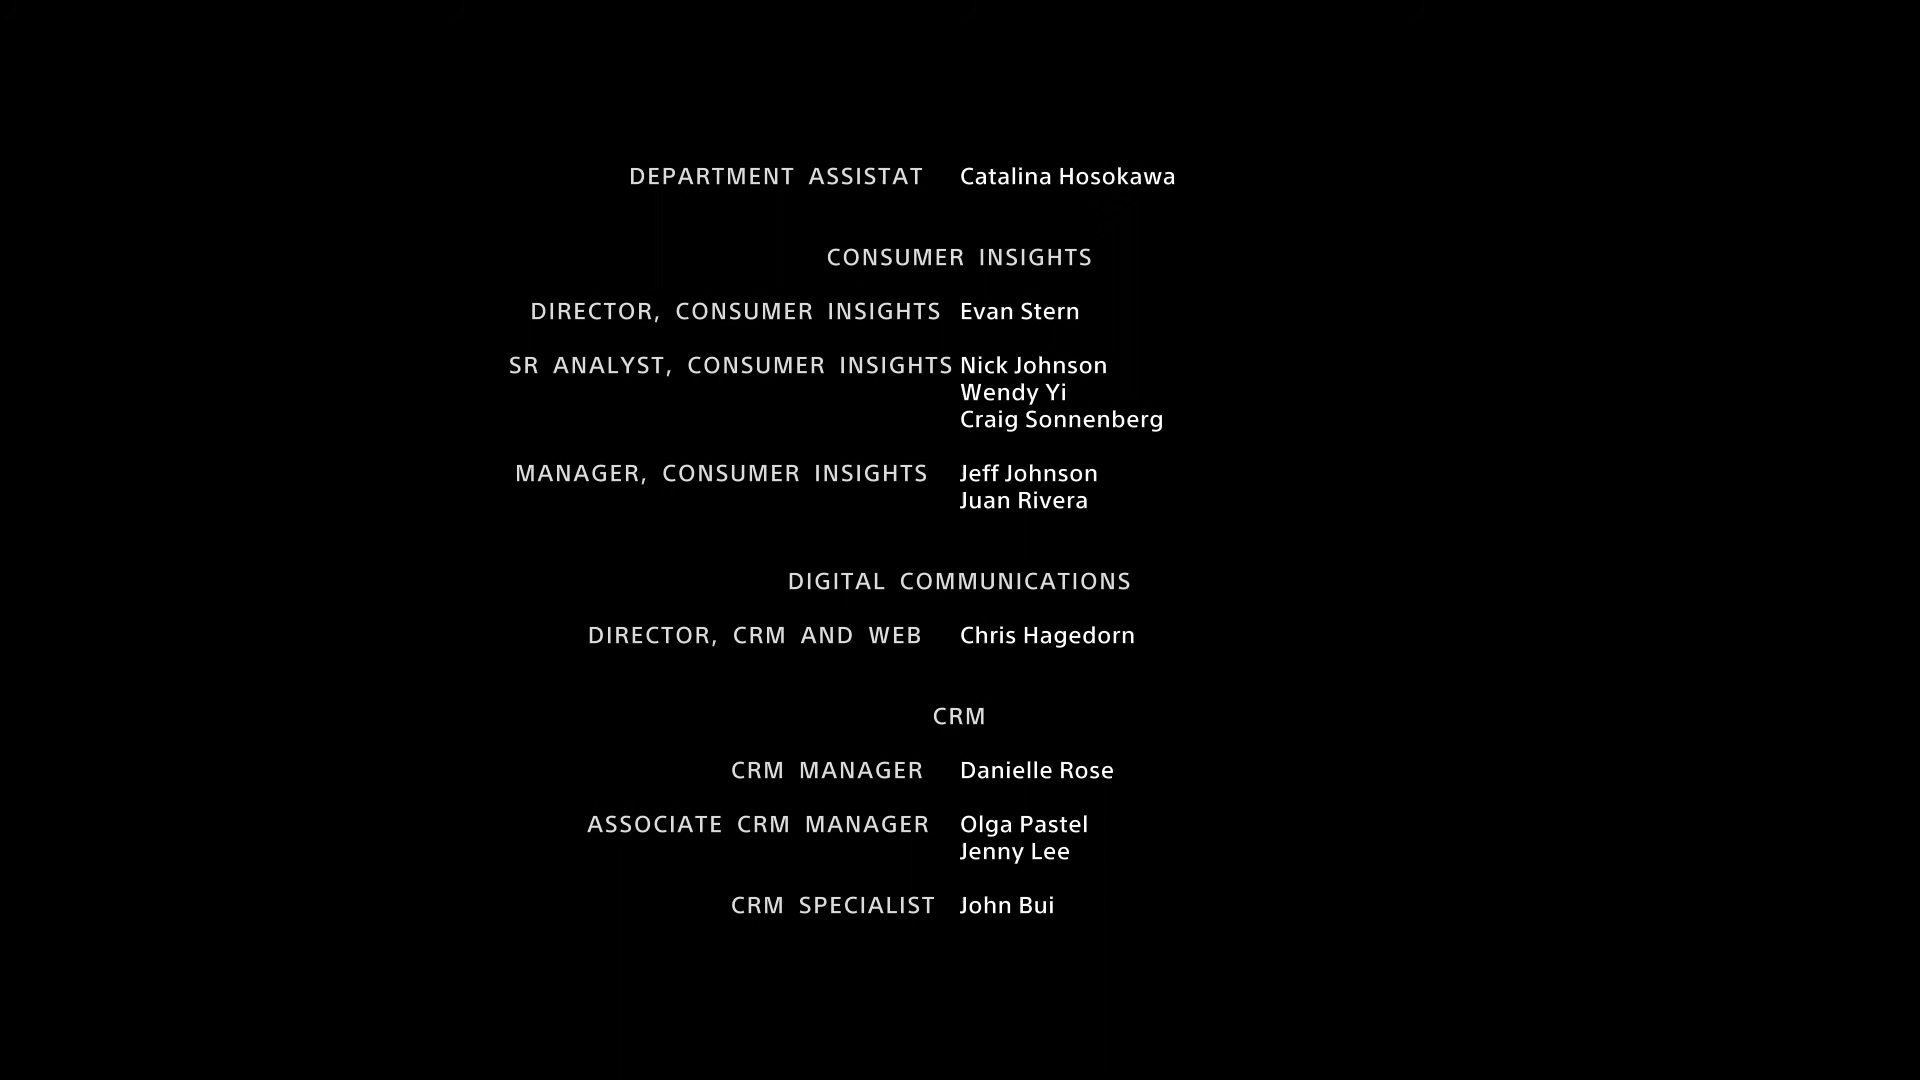 DEPARTMENT ASSISTAT Catalina Hosokawa
CONSUMER INSIGHTS
DIRECTOR, CONSUMER INSIGHTS Evan Stern
SR ANALYST, CONSUMER INSIGHTS Nick Johnson
Wendy Yi
Craig Sonnenberg
MANAGER, CONSUMER INSIGHTS Jeff Johnson
Juan Rivera
DIGITAL COMMUNICATIONS
DIRECTOR, CRM AND WEB Chris Hagedorn
CRM
CRM MANAGER Danielle Rose
ASSOCIATE CRM MANAGER Olga Pastel
Jenny Lee
CRM SPECIALIST John Bui